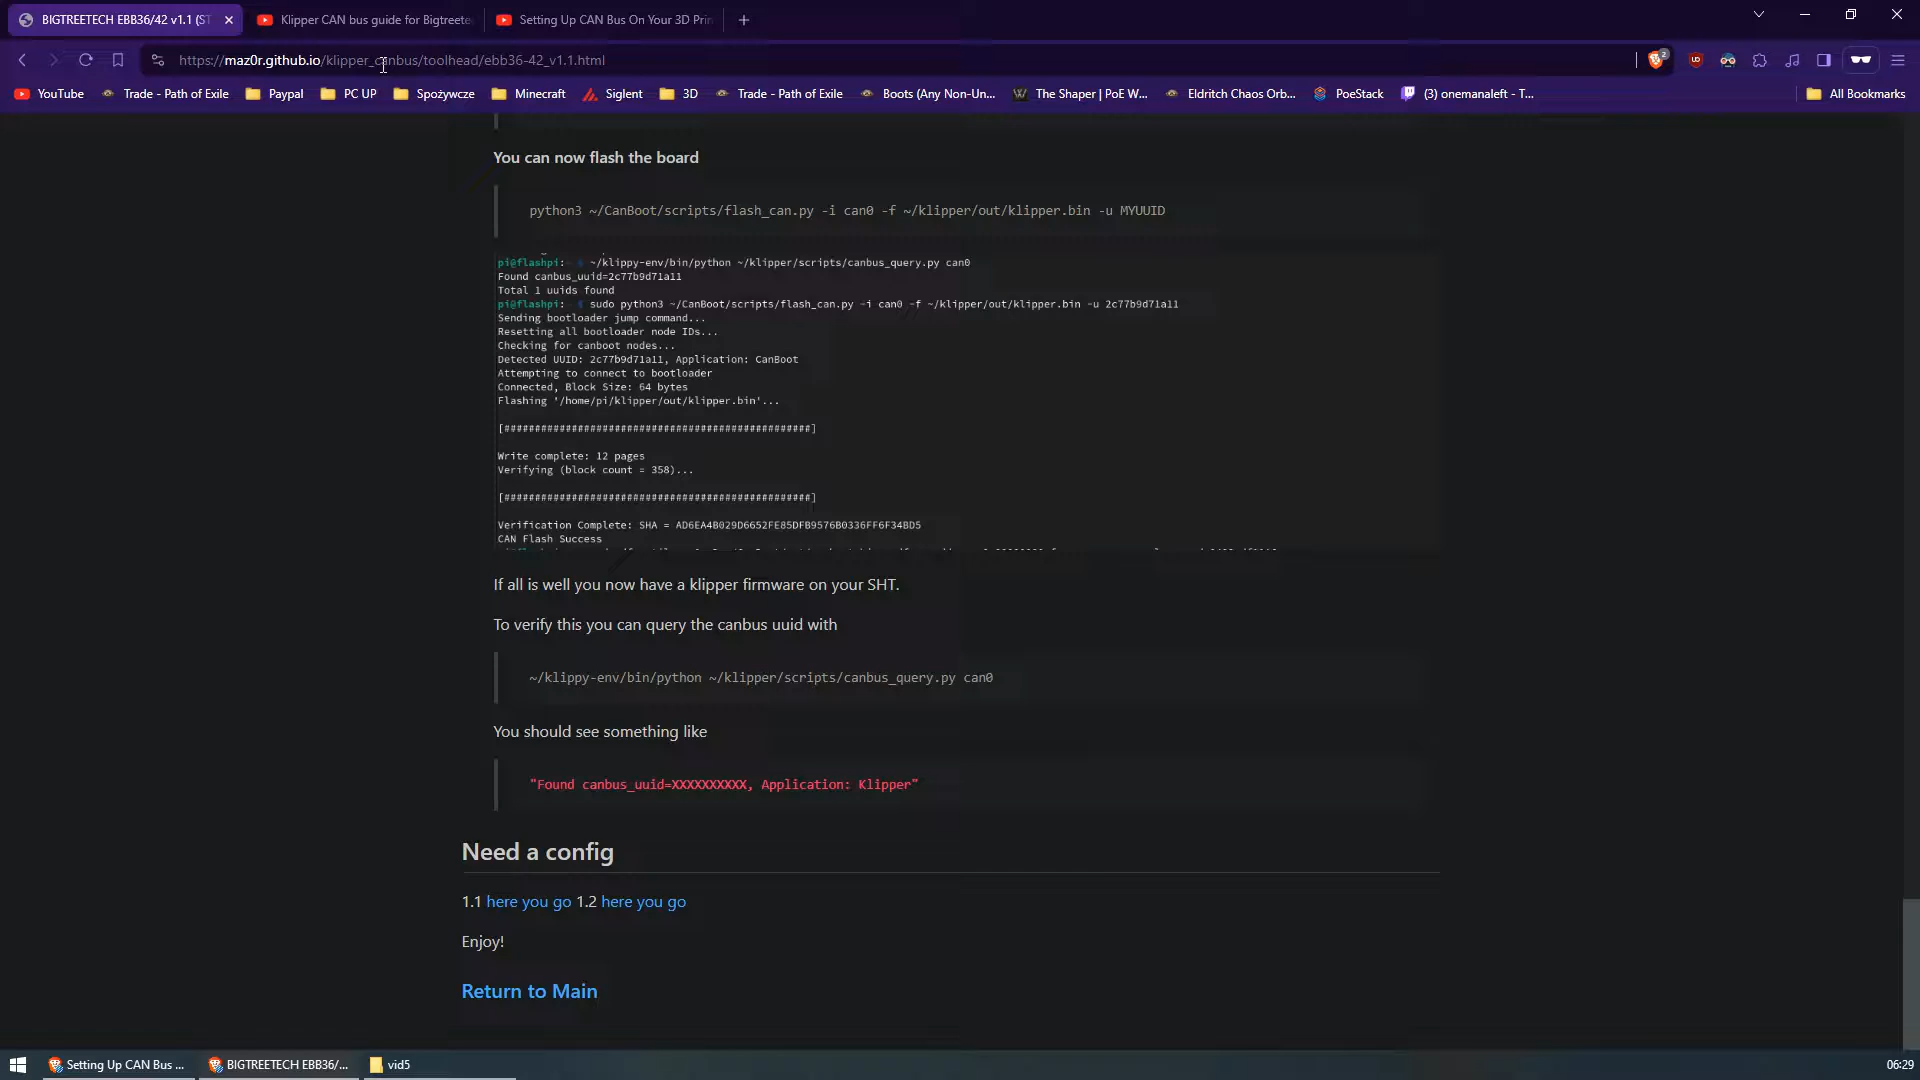 BIGTREETECH EBB36/42 v1.1 (ST
Klipper CAN bus guide for Bigtreete
Setting Up CAN Bus On Your 3D Prin
https://maz0r.github.io/klipper_canbus/toolhead/ebb36-42_v1.1.html
2
YouTube
Trade - Path of Exile
Paypal
PC UP
Spożywcze
Minecraft
Siglent
3D
Trade - Path of Exile
Boots (Any Non-Un...
The Shaper | PoE W...
Eldritch Chaos Orb...
PoeStack
(3) onemanaleft - T...
All Bookmarks
You can now flash the board
python3 ~/CanBoot/scripts/flash_can.py -i can0 -f ~/klipper/out/klipper.bin -u MYUUID
pi@flashpi: ~/klippy-env/bin/python ~/klipper/scripts/canbus_query.py can0
Found canbus_uuid=2c77b9d71a11
Total 1 uuids found
pi@flashpi: sudo python3 ~/CanBoot/scripts/flash_can.py -i can0 -f ~/klipper/out/klipper.bin -u 2c77b9d71a11
Sending bootloader jump command...
Resetting all bootloader node IDs...
Checking for canboot nodes...
Detected UUID: 2c77b9d71a11, Application: CanBoot
Attempting to connect to bootloader
Connected, Block Size: 64 bytes
Flashing '/home/pi/klipper/out/klipper.bin'...
[##################################################]
Write complete: 12 pages
Verifying (block count = 358)...
[##################################################]
Verification Complete: SHA = AD6EA4B029D6652FE85DFB9576B0336FF6F34BD5
CAN Flash Success
If all is well you now have a klipper firmware on your SHT.
To verify this you can query the canbus uuid with
~/klippy-env/bin/python ~/klipper/scripts/canbus_query.py can0
You should see something like
"Found canbus_uuid=XXXXXXXXXX, Application: Klipper"
Need a config
1.1 here you go 1.2 here you go
Enjoy!
Return to Main
Setting Up CAN Bus ...
BIGTREETECH EBB36/...
vid5
06:29